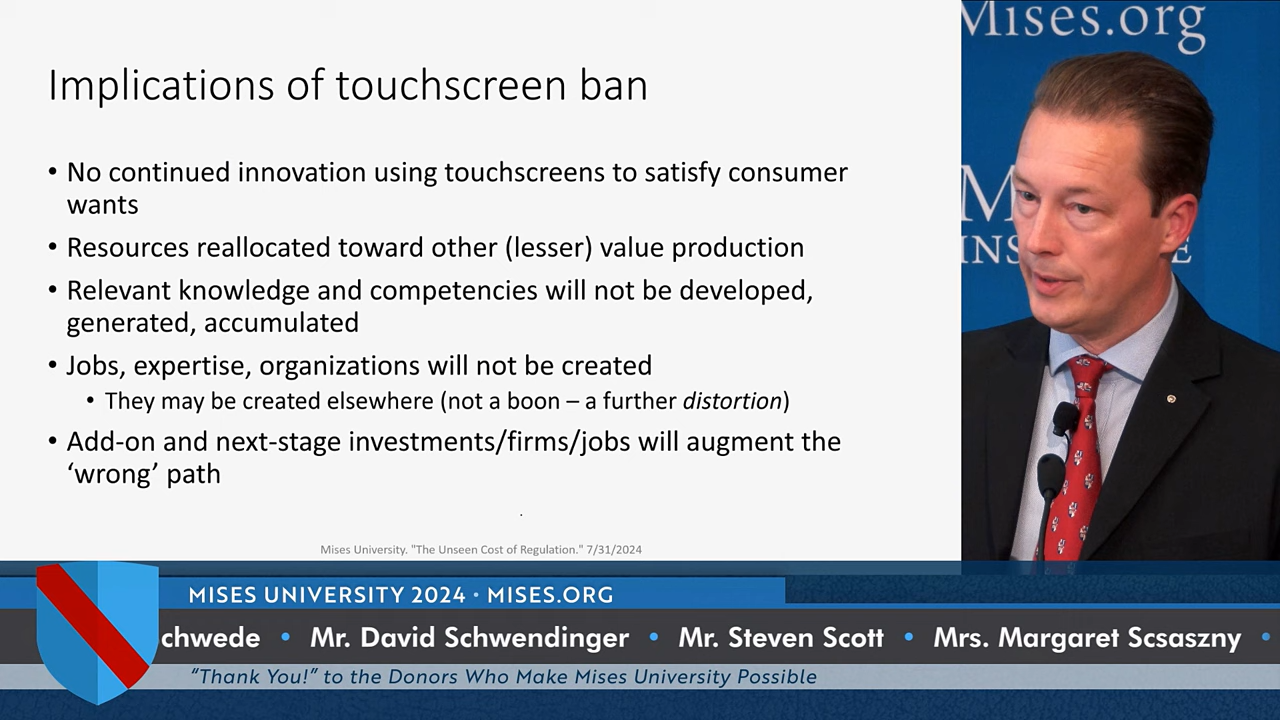 Implications of touchscreen ban
• No continued innovation using touchscreens to satisfy consumer
wants
• Resources reallocated toward other (lesser) value production
• Relevant knowledge and competencies will not be developed,
generated, accumulated
• Jobs, expertise, organizations will not be created
• They may be created elsewhere (not a boon – a further distortion)
• Add-on and next-stage investments/firms/jobs will augment the
‘wrong’ path
.
Mises University. "The Unseen Cost of Regulation." 7/31/2024
Mises.org
M
INS E
MISES UNIVERSITY 2024 • MISES.ORG
chwede • Mr. David Schwendinger • Mr. Steven Scott • Mrs. Margaret Scsaszny •
“Thank You!” to the Donors Who Make Mises University Possible